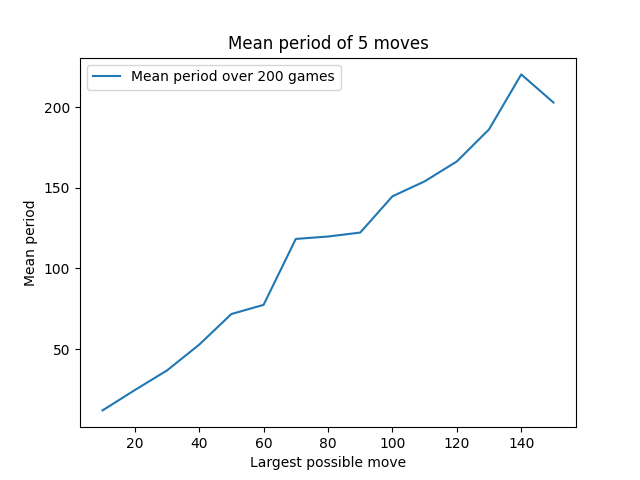 Mean period of 5 moves
Mean period over 200 games
200
150
100
50
Mean period
20 40 60 80 100 120 140
Largest possible move